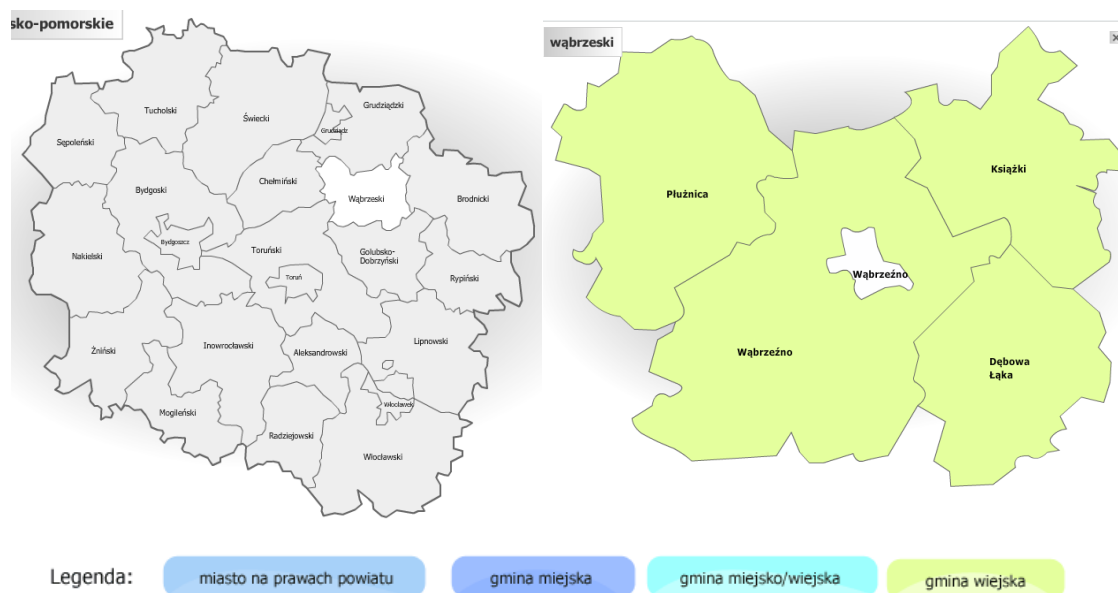 sko-pomorskie
Tucholski
Świecki
Grudziądzki
Grudziądz
Sępoleński
Chełmiński
Bydgoski
Wąbrzeski
Brodnicki
Bydgoszcz
Toruński
Golubsko-
Dobrzyński
Nakielski
Toruń
Rypiński
Żniński
Inowrocławski
Aleksandrowski
Lipnowski
Mogileński
Włocławek
Radziejowski
Włocławski
wąbrzeski
Płużnica
Książki
Wąbrzeźno
Wąbrzeźno
Dębowa
Łąka
Legenda:
miasto na prawach powiatu
gmina miejska
gmina miejsko/wiejska
gmina wiejska